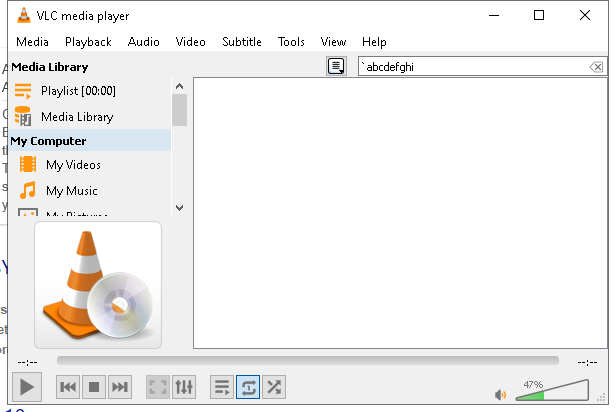 VLC media player
Media Playback Audio Video Subtitle Tools View Help
Media Library
`abcdefghi
Playlist [00:00]
Media Library
My Computer
My Videos
My Music
My Pictures
--:--
--:--
47%